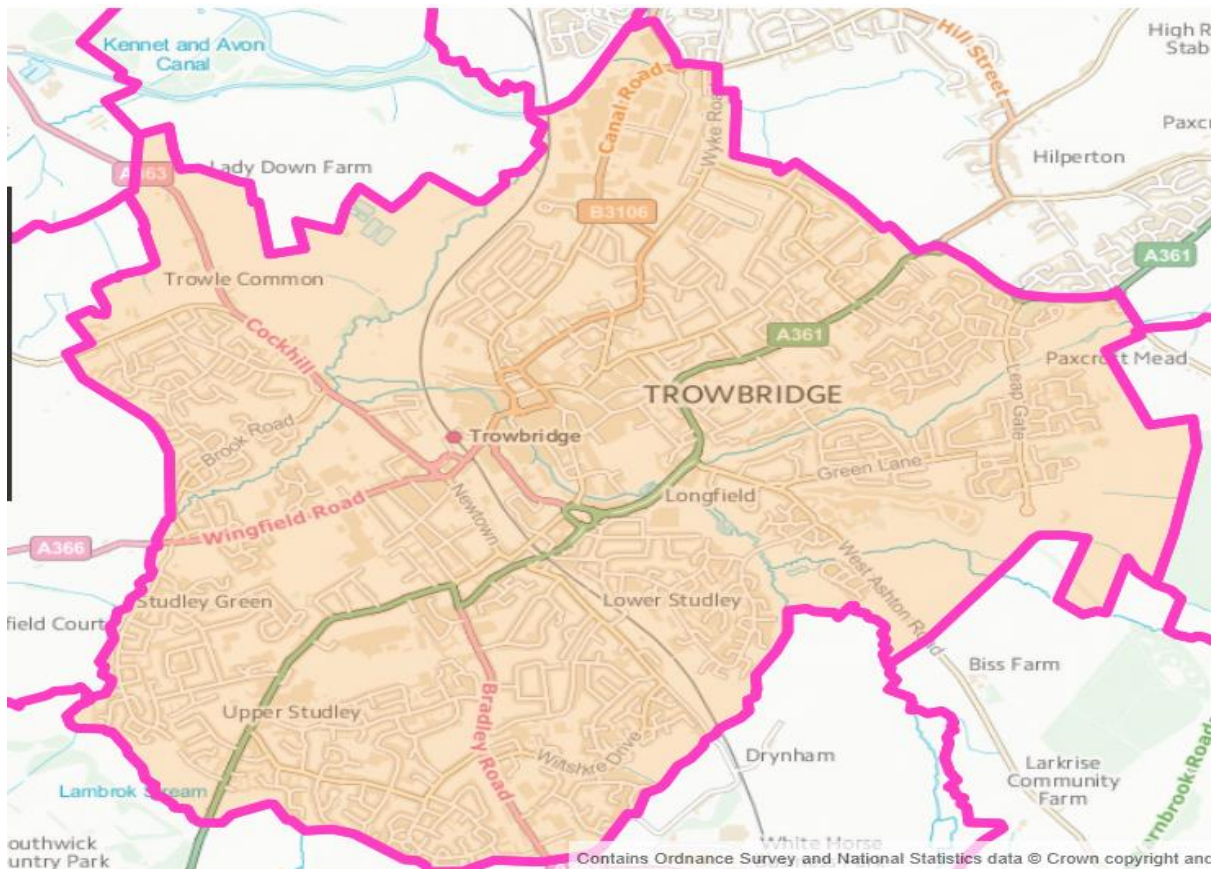 Kennet and Avon
Canal
Hill Street
High R
Stab
Canal Road
Wyke Road
Paxc
Hilperton
Lady Down Farm
A363
B3106
A361
Trowle Common
A361
Cockhill
Paxcroft Mead
TROWBRIDGE
Leap Gate
Brook Road
Trowbridge
Green Lane
Longfield
Newtown
Wingfield Road
A366
West Ashton Road
Studley Green
Lower Studley
field Court
Biss Farm
Upper Studley
Bradley Road
Wiltshire Drive
Drynham
Larkrise
Community
Farm
Lambrok Stream
arnbrook Road
outhwick
untry Park
White Horse
Contains Ordnance Survey and National Statistics data © Crown copyright and